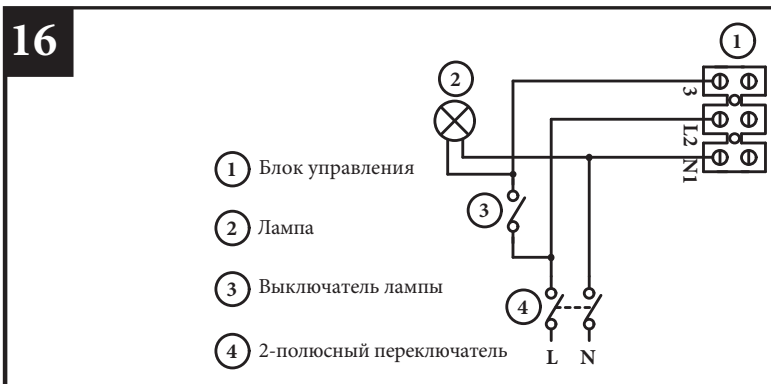 16
1
2
3
L2
N1
1 Блок управления
3
2 Лампа
3 Выключатель лампы
4
4 2-полюсный переключатель
L N